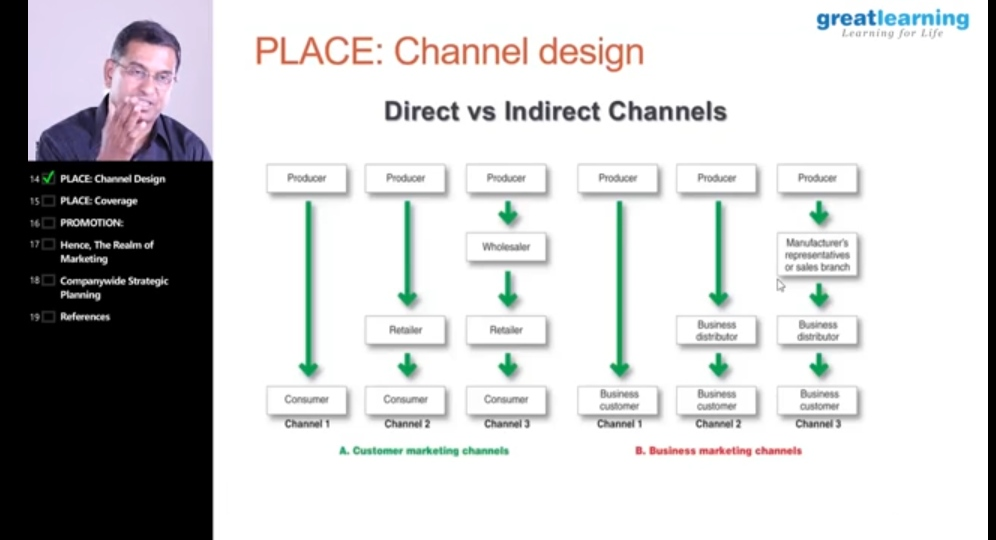 greatlearning
Learning for Life
PLACE: Channel design
Direct vs Indirect Channels
14 PLACE: Channel Design
15 PLACE: Coverage
16 PROMOTION:
17 Hence, The Realm of
Marketing
18 Companywide Strategic
Planning
19 References
Producer
Consumer
Channel 1
Producer
Retailer
Consumer
Channel 2
Producer
Wholesaler
Retailer
Consumer
Channel 3
A. Customer marketing channels
Producer
Business
customer
Channel 1
Producer
Business
distributor
Business
customer
Channel 2
Producer
Manufacturer's
representatives
or sales branch
Business
distributor
Business
customer
Channel 3
B. Business marketing channels